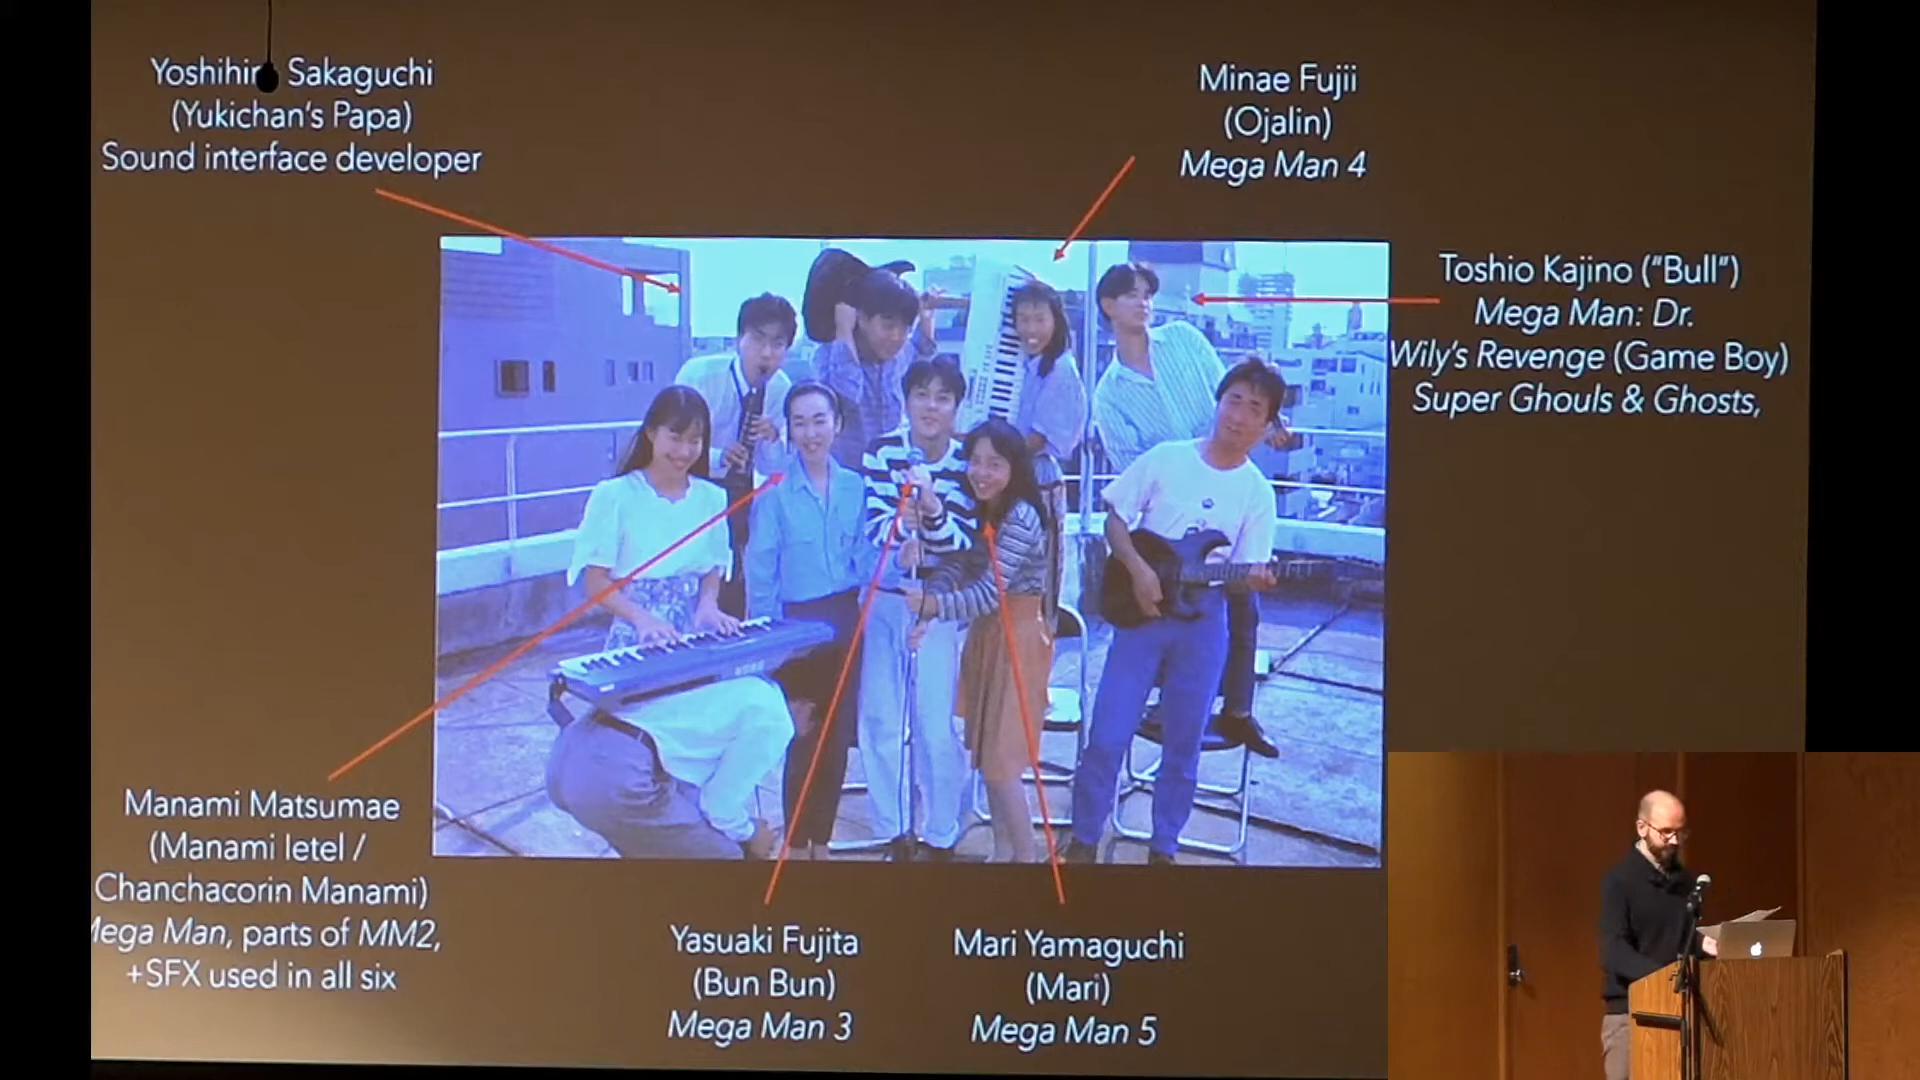 Yoshihir Sakaguchi
(Yukichan's Papa)
Sound interface developer
Minae Fujii
(Ojalin)
Mega Man 4
Toshio Kajino ("Bull")
Mega Man: Dr.
Wily's Revenge (Game Boy)
Super Ghouls & Ghosts,
Manami Matsumae
(Manami Ietel /
Chanchacorin Manami)
Mega Man, parts of MM2,
+SFX used in all six
Yasuaki Fujita
(Bun Bun)
Mega Man 3
Mari Yamaguchi
(Mari)
Mega Man 5